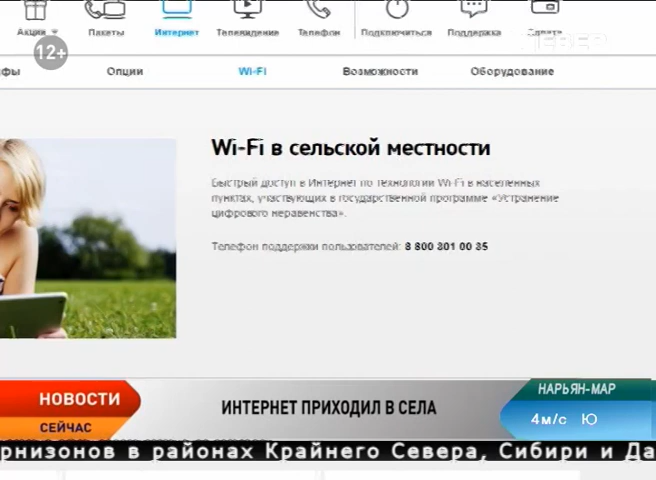 Акции
Пакеты
Интернет
Телевидение
Телефон
Подключиться
Поддержка
СЕВЕР
12+
фы
Опции
Wi-Fi
Возможности
Оборудование
Wi-Fi в сельской местности
Быстрый доступ в Интернет по технологии Wi-Fi в населенных
пунктах, участвующих в государственной программе «Устранение
цифрового неравенства».
Телефон поддержки пользователей: 8 800 301 00 35
НОВОСТИ
СЕЙЧАС
ИНТЕРНЕТ ПРИХОДИЛ В СЕЛА
НАРЬЯН-МАР
4м/с Ю
рнизонов в районах Крайнего Севера, Сибири и Да